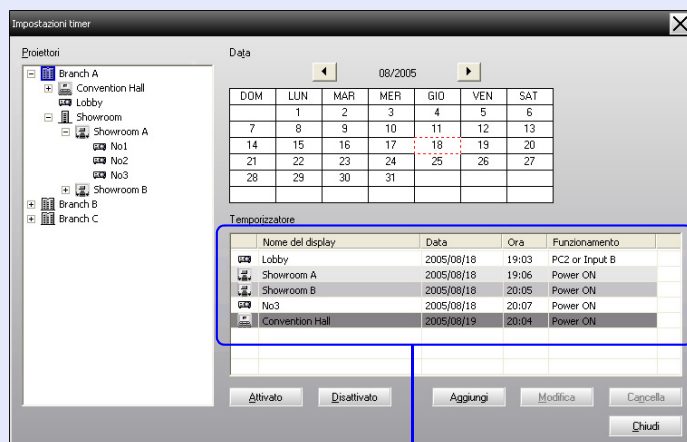 Impostazioni timer
Proiettori
Branch A
Convention Hall
Lobby
Showroom
Showroom A
No1
No2
No3
Showroom B
Branch B
Branch C
Data
08/2005
DOM LUN MAR MER GIO VEN SAT
1 2 3 4 5 6
7 8 9 10 11 12 13
14 15 16 17 18 19 20
21 22 23 24 25 26 27
28 29 30 31
Temporizzatore
Nome del display Data Ora Funzionamento
Lobby 2005/08/18 19:03 PC2 or Input B
Showroom A 2005/08/18 19:06 Power ON
Showroom B 2005/08/18 20:05 Power ON
No3 2005/08/18 20:07 Power ON
Convention Hall 2005/08/19 20:04 Power ON
Attivato Disattivato Aggiungi Modifica Cancella
Chiudi